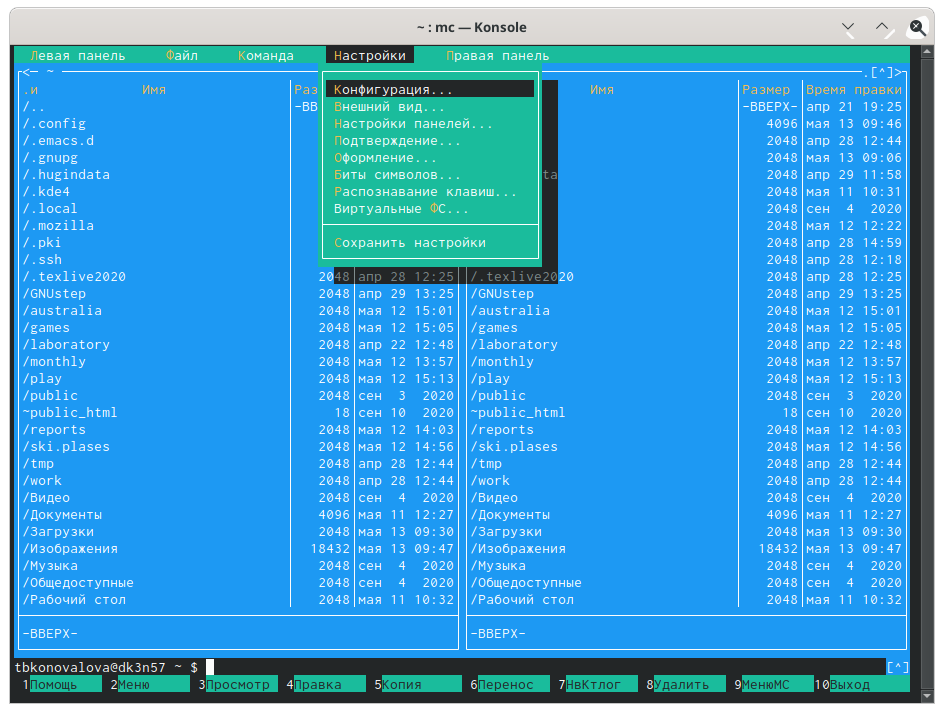 ~ : mc — Konsole
Левая панель Файл Команда Настройки Правая панель
<— ~ .[^]>
.и Имя Раз Имя Размер Время правки
/.. -ВВ Конфигурация... -ВВЕРХ- апр 21 19:25
/.config Внешний вид... 4096 мая 13 09:46
/.emacs.d Настройки панелей... 2048 апр 28 12:44
/.gnupg Подтверждение... 2048 мая 13 09:06
/.hugindata Оформление... ta 2048 апр 29 11:58
/.kde4 Биты символов... 2048 мая 11 10:31
/.local Распознавание клавиш... 2048 сен 4 2020
/.mozilla Виртуальные ФС... 2048 мая 12 12:22
/.pki 2048 апр 28 14:59
/.ssh Сохранить настройки 2048 апр 28 12:18
/.texlive2020 2048 апр 28 12:25 /.texlive2020 2048 апр 28 12:25
/GNUstep 2048 апр 29 13:25 /GNUstep 2048 апр 29 13:25
/australia 2048 мая 12 15:01 /australia 2048 мая 12 15:01
/games 2048 мая 12 15:05 /games 2048 мая 12 15:05
/laboratory 2048 апр 22 12:48 /laboratory 2048 апр 22 12:48
/monthly 2048 мая 12 13:57 /monthly 2048 мая 12 13:57
/play 2048 мая 12 15:13 /play 2048 мая 12 15:13
/public 2048 сен 3 2020 /public 2048 сен 3 2020
~public_html 18 сен 10 2020 ~public_html 18 сен 10 2020
/reports 2048 мая 12 14:03 /reports 2048 мая 12 14:03
/ski.plases 2048 мая 12 14:56 /ski.plases 2048 мая 12 14:56
/tmp 2048 апр 28 12:44 /tmp 2048 апр 28 12:44
/work 2048 апр 28 12:44 /work 2048 апр 28 12:44
/Видео 2048 сен 4 2020 /Видео 2048 сен 4 2020
/Документы 4096 мая 11 12:27 /Документы 4096 мая 11 12:27
/Загрузки 2048 мая 13 09:30 /Загрузки 2048 мая 13 09:30
/Изображения 18432 мая 13 09:47 /Изображения 18432 мая 13 09:47
/Музыка 2048 сен 4 2020 /Музыка 2048 сен 4 2020
/Общедоступные 2048 сен 4 2020 /Общедоступные 2048 сен 4 2020
/Рабочий стол 2048 мая 11 10:32 /Рабочий стол 2048 мая 11 10:32
-ВВЕРХ- -ВВЕРХ-
tbkonovalova@dk3n57 ~ $ [^]
1Помощь 2Меню 3Просмотр 4Правка 5Копия 6Перенос 7НвКтлог 8Удалить 9МенюMC 10Выход